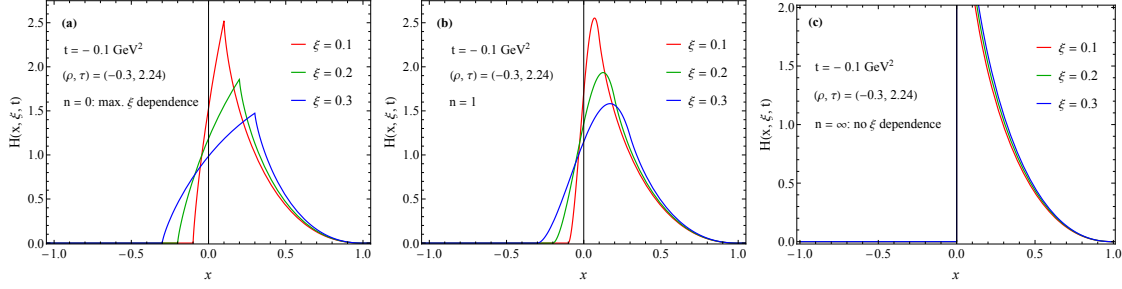 (a)
t = − 0.1 GeV²
(ρ, τ) = (-0.3, 2.24)
n = 0: max. ξ dependence
ξ = 0.1
ξ = 0.2
ξ = 0.3
H(x, ξ, t)
2.5
2.0
1.5
1.0
0.5
0.0
-1.0 -0.5 0.0 0.5 1.0
x
(b)
t = − 0.1 GeV²
(ρ, τ) = (-0.3, 2.24)
n = 1
ξ = 0.1
ξ = 0.2
ξ = 0.3
H(x, ξ, t)
2.5
2.0
1.5
1.0
0.5
0.0
-1.0 -0.5 0.0 0.5 1.0
x
(c)
t = − 0.1 GeV²
(ρ, τ) = (-0.3, 2.24)
n = ∞: no ξ dependence
ξ = 0.1
ξ = 0.2
ξ = 0.3
H(x, ξ, t)
2.0
1.5
1.0
0.5
0.0
-1.0 -0.5 0.0 0.5 1.0
x